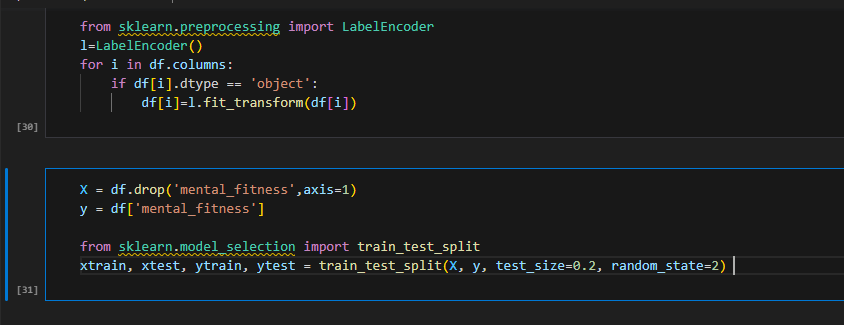 from sklearn.preprocessing import LabelEncoder
l=LabelEncoder()
for i in df.columns:
    if df[i].dtype == 'object':
        df[i]=l.fit_transform(df[i])
[30]
X = df.drop('mental_fitness',axis=1)
y = df['mental_fitness']
from sklearn.model_selection import train_test_split
xtrain, xtest, ytrain, ytest = train_test_split(X, y, test_size=0.2, random_state=2)
[31]